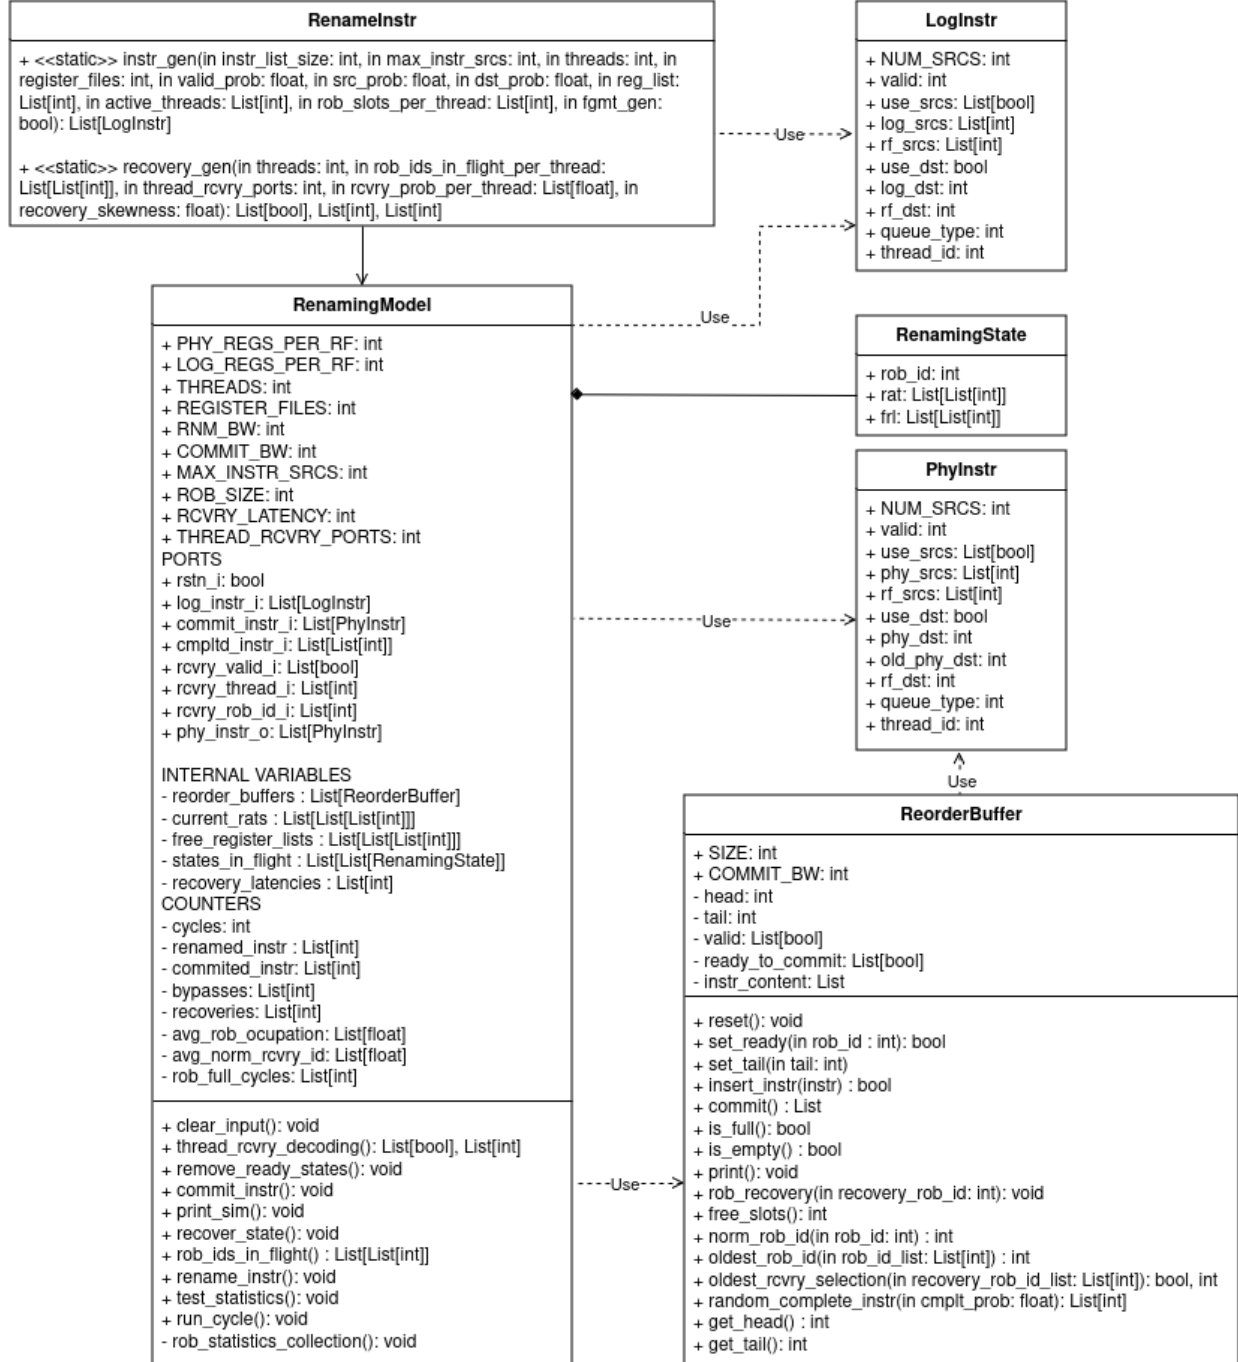 RenameInstr
+ <<static>> instr_gen(in instr_list_size: int, in max_instr_srcs: int, in threads: int, in
register_files: int, in valid_prob: float, in src_prob: float, in dst_prob: float, in reg_list:
List[int], in active_threads: List[int], in rob_slots_per_thread: List[int], in fgmt_gen:
bool): List[LogInstr]
+ <<static>> recovery_gen(in threads: int, in rob_ids_in_flight_per_thread:
List[List[int]], in thread_rcvry_ports: int, in rcvry_prob_per_thread: List[float], in
recovery_skewness: float): List[bool], List[int], List[int]
Use
LogInstr
+ NUM_SRCS: int
+ valid: int
+ use_srcs: List[bool]
+ log_srcs: List[int]
+ rf_srcs: List[int]
+ use_dst: bool
+ log_dst: int
+ rf_dst: int
+ queue_type: int
+ thread_id: int
RenamingModel
+ PHY_REGS_PER_RF: int
+ LOG_REGS_PER_RF: int
+ THREADS: int
+ REGISTER_FILES: int
+ RNM_BW: int
+ COMMIT_BW: int
+ MAX_INSTR_SRCS: int
+ ROB_SIZE: int
+ RCVRY_LATENCY: int
+ THREAD_RCVRY_PORTS: int
PORTS
+ rstn_i: bool
+ log_instr_i: List[LogInstr]
+ commit_instr_i: List[PhyInstr]
+ cmpltd_instr_i: List[List[int]]
+ rcvry_valid_i: List[bool]
+ rcvry_thread_i: List[int]
+ rcvry_rob_id_i: List[int]
+ phy_instr_o: List[PhyInstr]
INTERNAL VARIABLES
- reorder_buffers : List[ReorderBuffer]
- current_rats : List[List[List[int]]]
- free_register_lists : List[List[List[int]]]
- states_in_flight : List[List[RenamingState]]
- recovery_latencies : List[int]
COUNTERS
- cycles: int
- renamed_instr : List[int]
- commited_instr: List[int]
- bypasses: List[int]
- recoveries: List[int]
- avg_rob_ocupation: List[float]
- avg_norm_rcvry_id: List[float]
- rob_full_cycles: List[int]
+ clear_input(): void
+ thread_rcvry_decoding(): List[bool], List[int]
+ remove_ready_states(): void
+ commit_instr(): void
+ print_sim(): void
+ recover_state(): void
+ rob_ids_in_flight() : List[List[int]]
+ rename_instr(): void
+ test_statistics(): void
+ run_cycle(): void
- rob_statistics_collection(): void
Use
RenamingState
+ rob_id: int
+ rat: List[List[int]]
+ frl: List[List[int]]
Use
PhyInstr
+ NUM_SRCS: int
+ valid: int
+ use_srcs: List[bool]
+ phy_srcs: List[int]
+ rf_srcs: List[int]
+ use_dst: bool
+ phy_dst: int
+ old_phy_dst: int
+ rf_dst: int
+ queue_type: int
+ thread_id: int
Use
Use
ReorderBuffer
+ SIZE: int
+ COMMIT_BW: int
- head: int
- tail: int
- valid: List[bool]
- ready_to_commit: List[bool]
- instr_content: List
+ reset(): void
+ set_ready(in rob_id : int): bool
+ set_tail(in tail: int)
+ insert_instr(instr) : bool
+ commit() : List
+ is_full(): bool
+ is_empty() : bool
+ print(): void
+ rob_recovery(in recovery_rob_id: int): void
+ free_slots(): int
+ norm_rob_id(in rob_id: int) : int
+ oldest_rob_id(in rob_id_list: List[int]) : int
+ oldest_rcvry_selection(in recovery_rob_id_list: List[int]): bool, int
+ random_complete_instr(in cmplt_prob: float): List[int]
+ get_head() : int
+ get_tail(): int